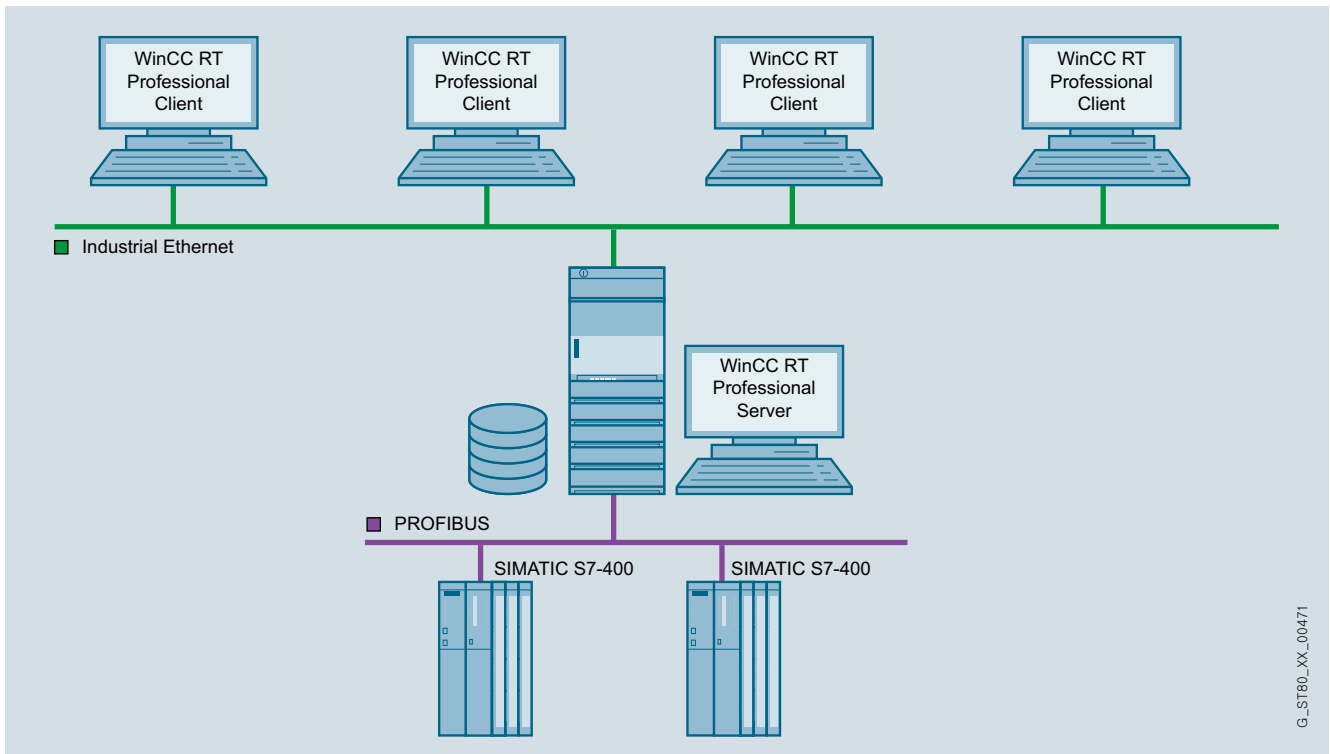 WinCC RT
Professional
Client
WinCC RT
Professional
Client
WinCC RT
Professional
Client
WinCC RT
Professional
Client
Industrial Ethernet
WinCC RT
Professional
Server
PROFIBUS
SIMATIC S7-400
SIMATIC S7-400
G_ST80_XX_00471